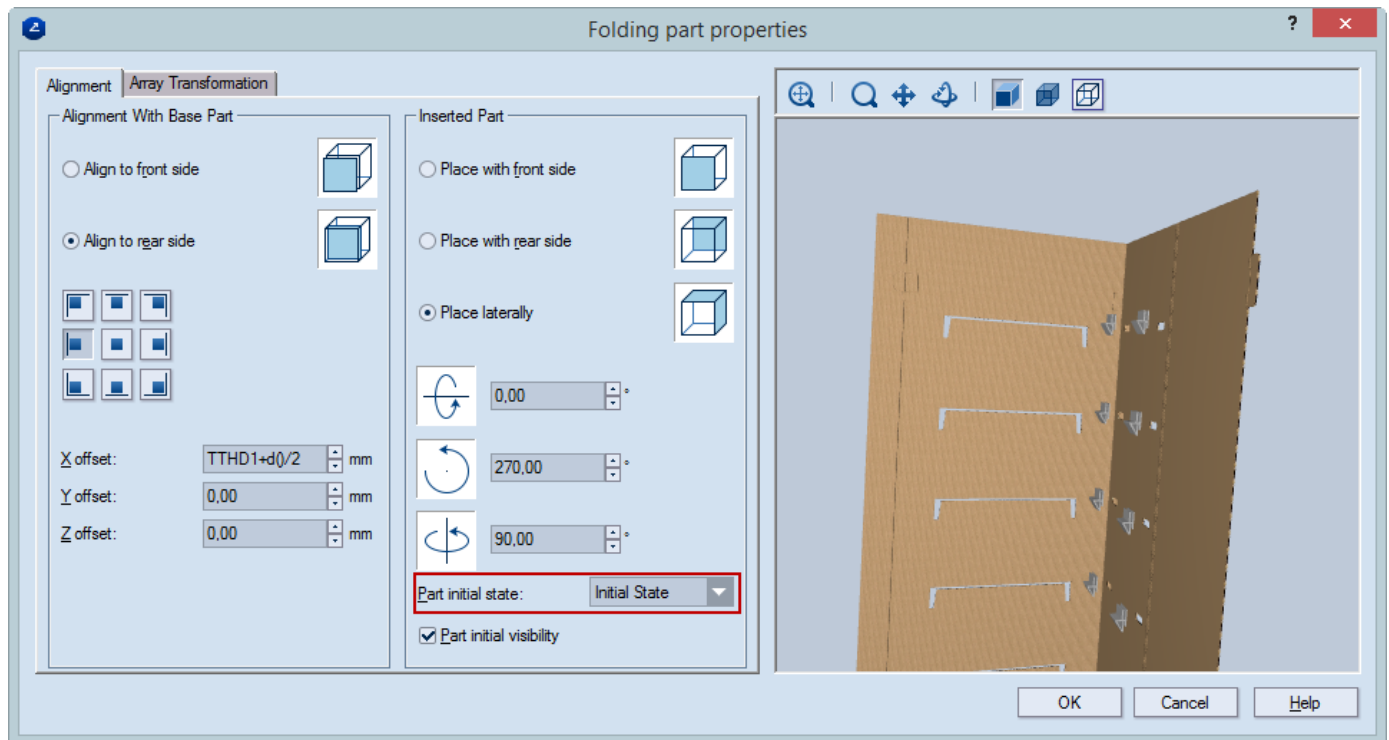 Folding part properties
?
Alignment
Array Transformation
Alignment With Base Part
Align to front side
Align to rear side
X offset:
TTHD1+d()/2
mm
Y offset:
0,00
mm
Z offset:
0,00
mm
Inserted Part
Place with front side
Place with rear side
Place laterally
0,00
°
270,00
°
90,00
°
Part initial state:
Initial State
Part initial visibility
OK
Cancel
Help